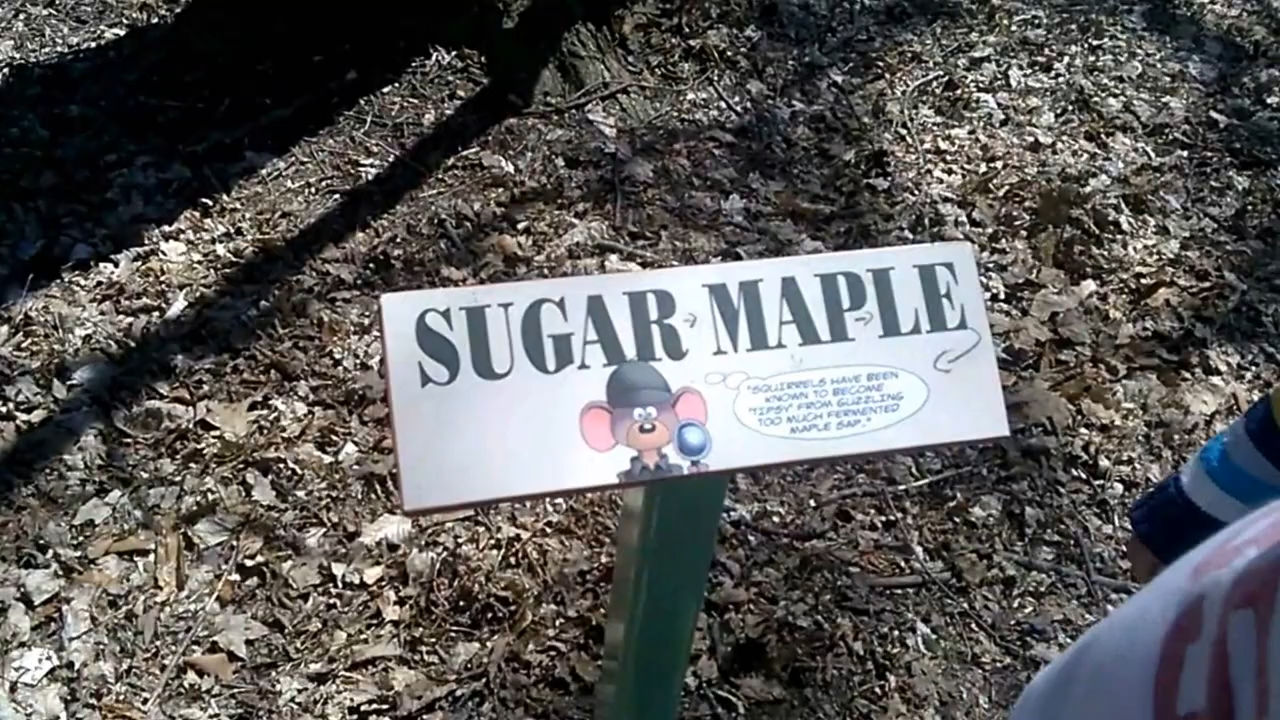 SUGAR MAPLE
"SQUIRRELS HAVE BEEN
KNOWN TO BECOME
'TIPSY' FROM GUZZLING
TOO MUCH FERMENTED
MAPLE SAP."